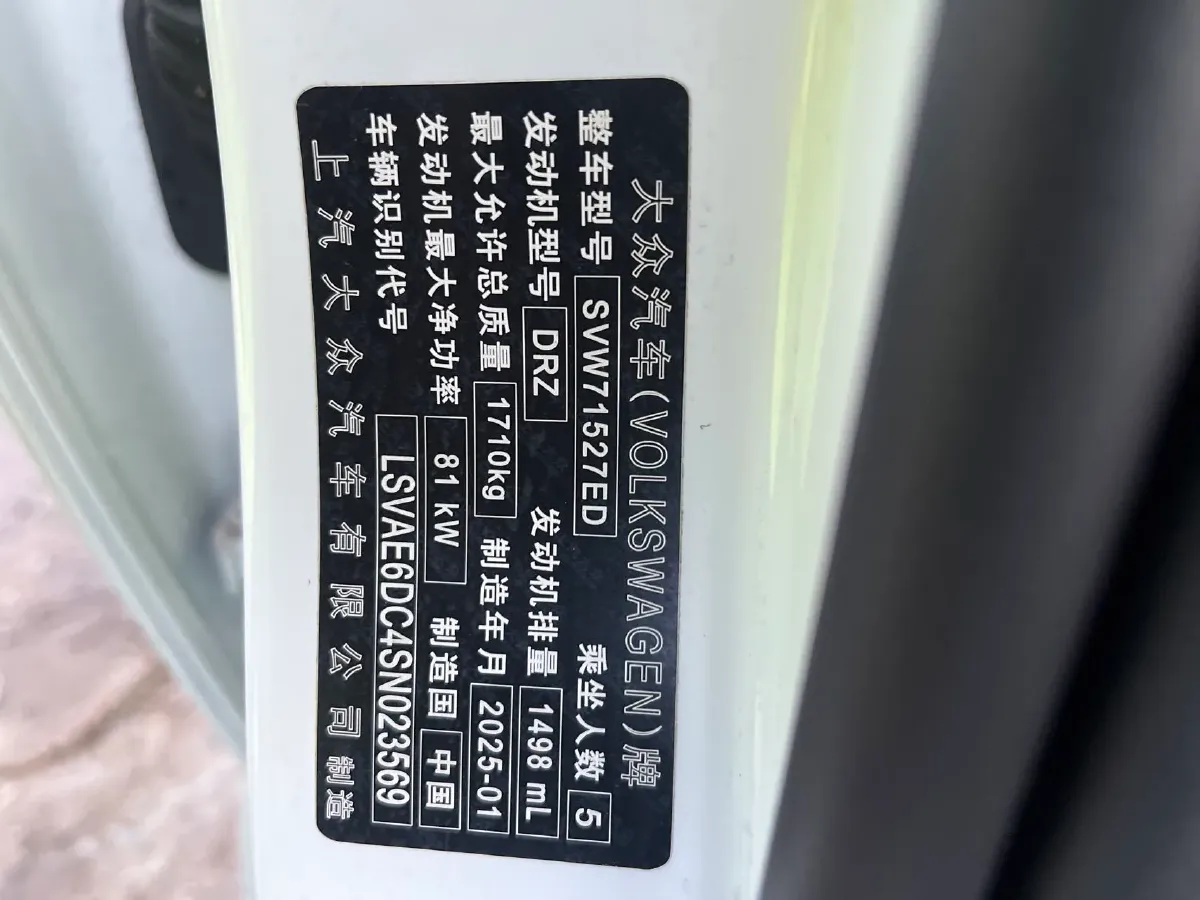 大众汽车(VOLKSWAGEN)牌
整车型号 SVW71527ED 乘坐人数 5
发动机型号 DRZ 发动机排量 1498 mL
最大允许总质量 1710kg 制造年月 2025-01
发动机最大净功率 81 kW 制造国 中国
车辆识别代号 LSVAE6DC4SN023569
上汽大众汽车有限公司制造